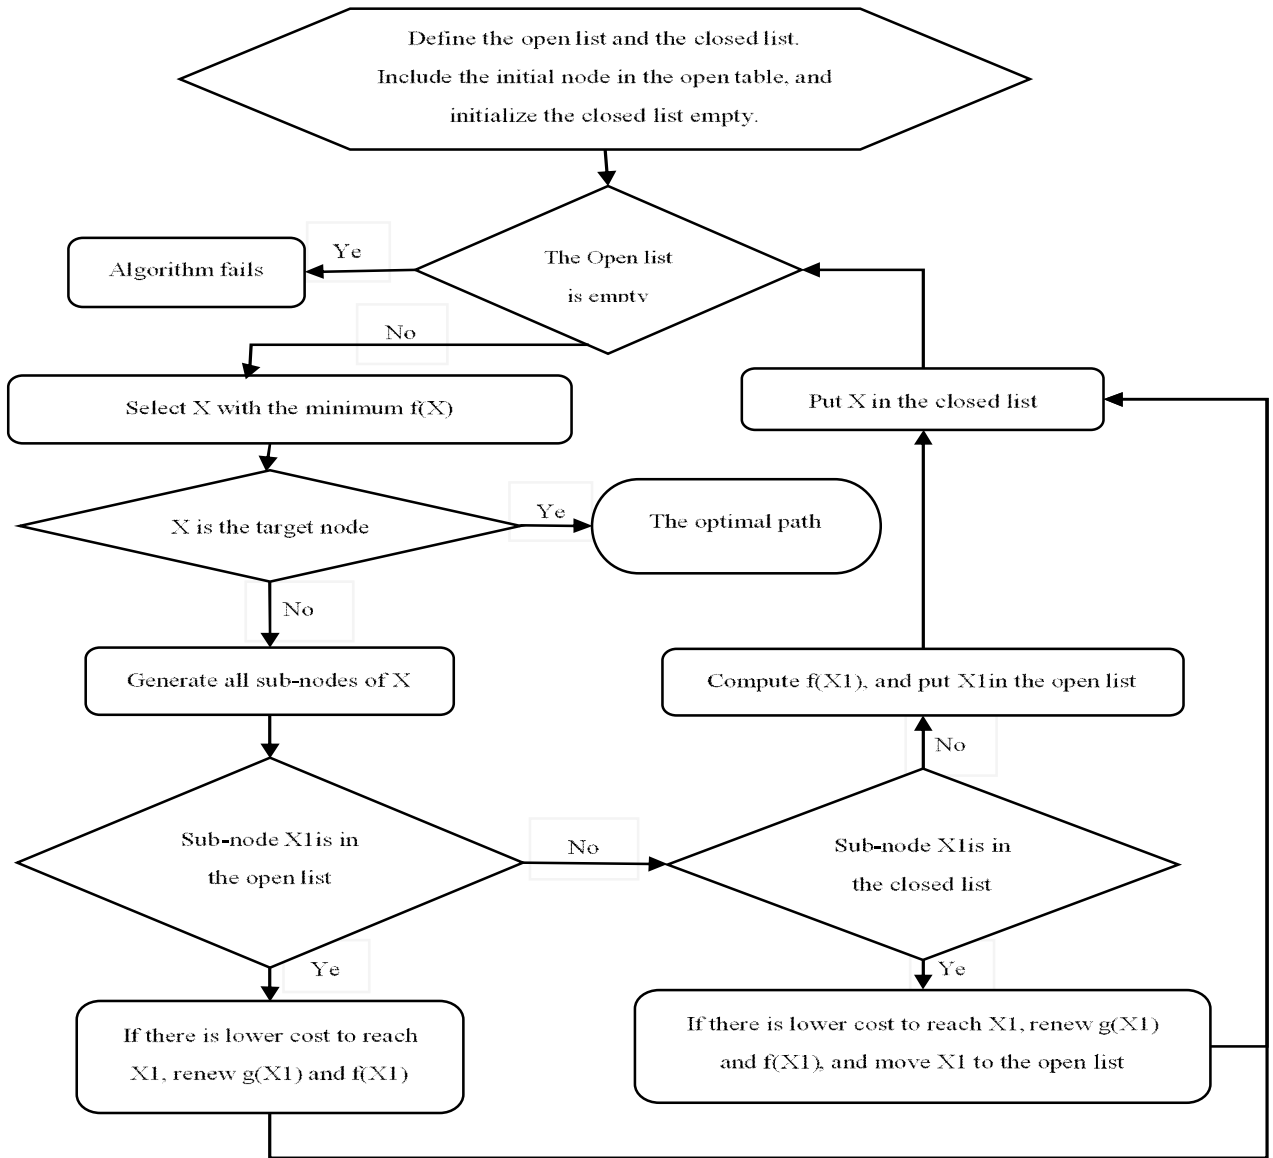 Define the open list and the closed list.
Include the initial node in the open table, and
initialize the closed list empty.
The Open list
is empty
Ye
Algorithm fails
No
Select X with the minimum f(X)
Put X in the closed list
X is the target node
Ye
The optimal path
No
Generate all sub-nodes of X
Compute f(X1), and put X1in the open list
No
Sub-node X1is in
the open list
No
Sub-node X1is in
the closed list
Ye
Ye
If there is lower cost to reach
X1, renew g(X1) and f(X1)
If there is lower cost to reach X1, renew g(X1)
and f(X1), and move X1 to the open list